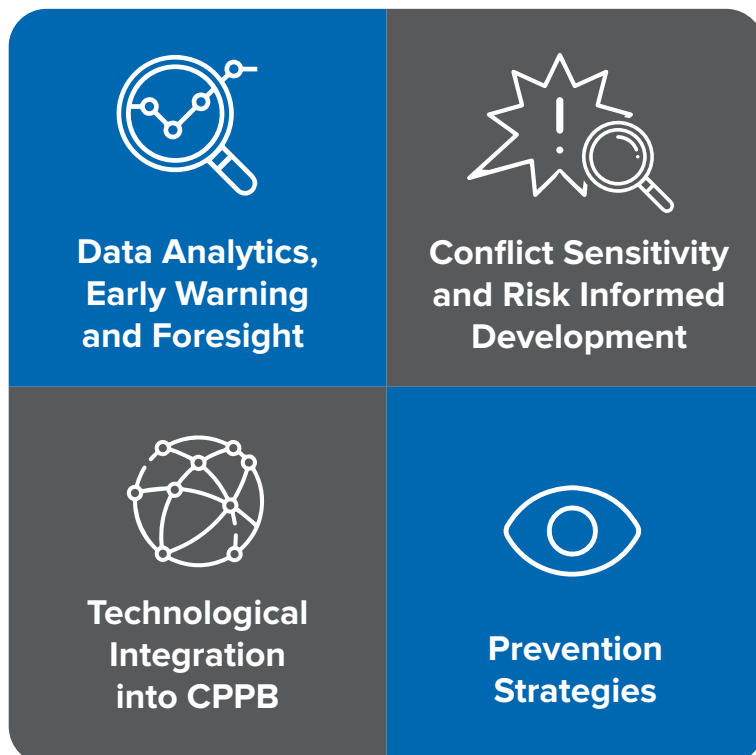 Data Analytics,
Early Warning
and Foresight
Conflict Sensitivity
and Risk Informed
Development
Technological
Integration
into CPPB
Prevention
Strategies